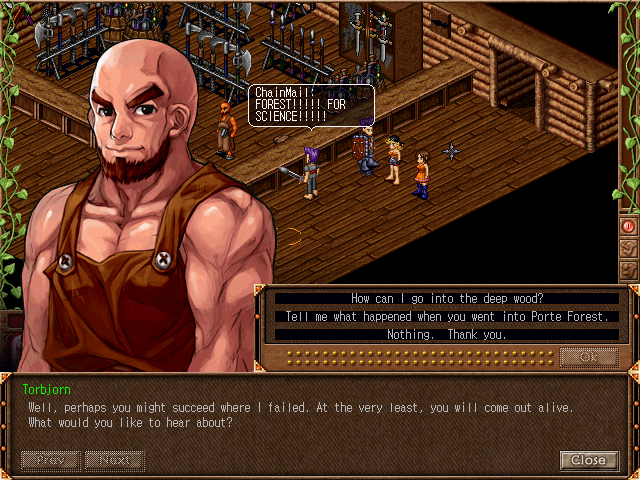 ChainMail:
FOREST!!!!! FOR
SCIENCE!!!!!
How can I go into the deep wood?
Tell me what happened when you went into Porte Forest.
Nothing.  Thank you.
Ok
Torbjorn
Well, perhaps you might succeed where I failed. At the very least, you will come out alive.
What would you like to hear about?
Prev
Next
Close